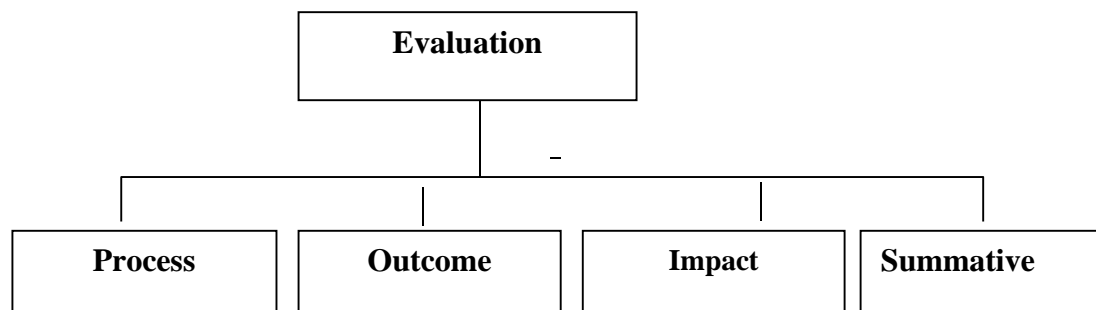 Evaluation
Process
Outcome
Impact
Summative